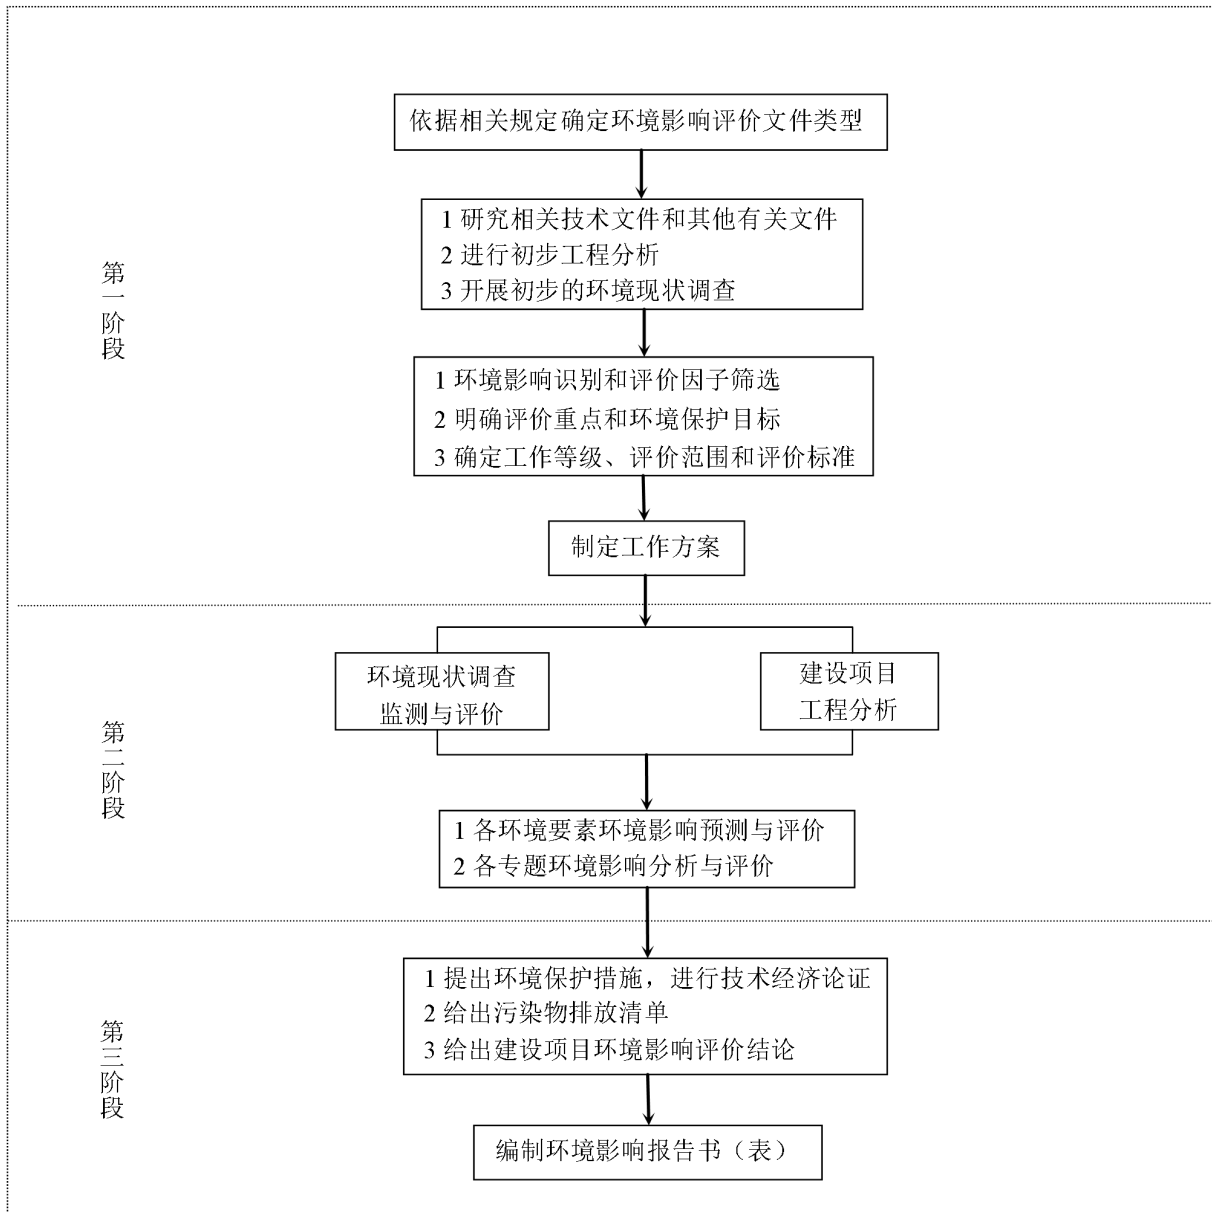 依据相关规定确定环境影响评价文件类型
1 研究相关技术文件和其他有关文件
2 进行初步工程分析
3 开展初步的环境现状调查
第一阶段
1 环境影响识别和评价因子筛选
2 明确评价重点和环境保护目标
3 确定工作等级、评价范围和评价标准
制定工作方案
环境现状调查
监测与评价
建设项目
工程分析
第二阶段
1 各环境要素环境影响预测与评价
2 各专题环境影响分析与评价
1 提出环境保护措施，进行技术经济论证
2 给出污染物排放清单
3 给出建设项目环境影响评价结论
第三阶段
编制环境影响报告书（表）